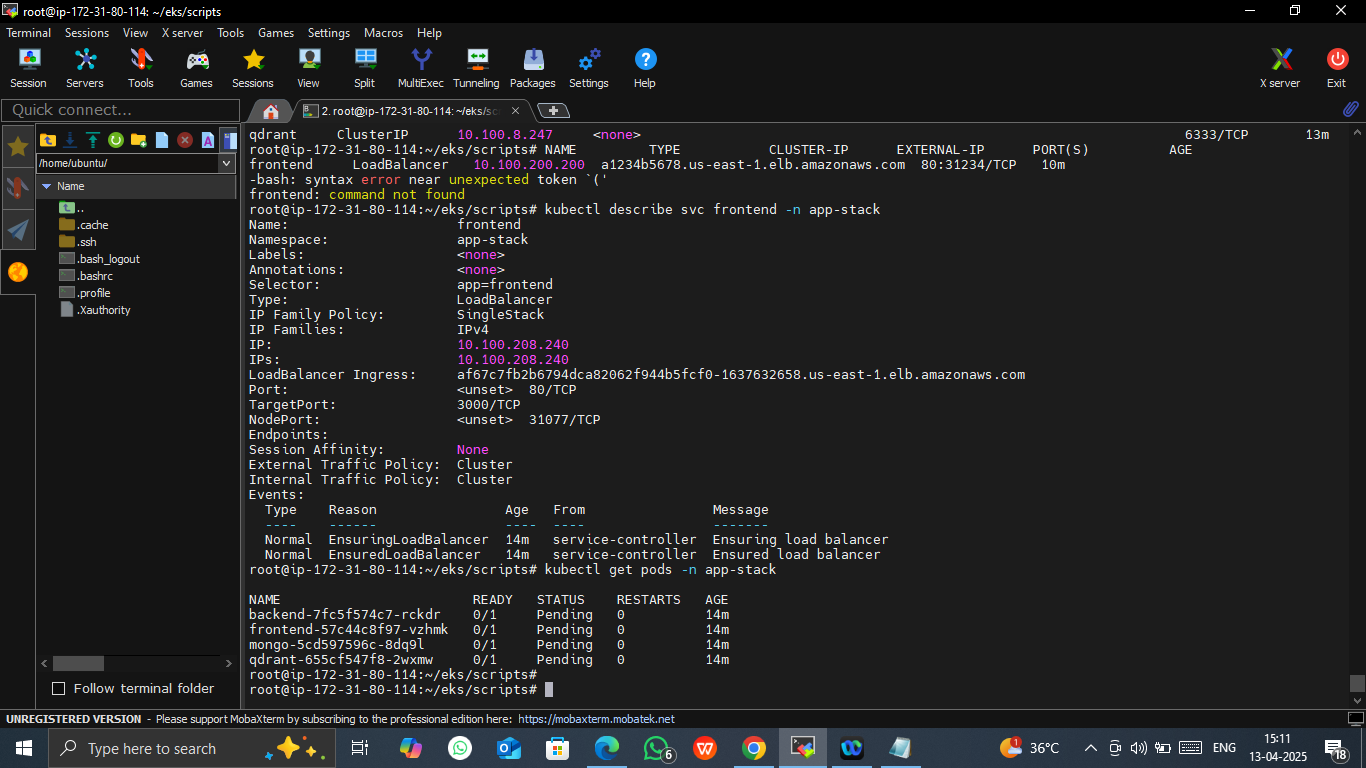 root@ip-172-31-80-114: ~/eks/scripts
Terminal Sessions View X server Tools Games Settings Macros Help
Session Servers Tools Games Sessions View Split MultiExec Tunneling Packages Settings Help X server Exit
Quick connect...
2. root@ip-172-31-80-114: ~/eks/sc
/home/ubuntu/
Name
..
.cache
.ssh
.bash_logout
.bashrc
.profile
.Xauthority
Follow terminal folder
qdrant ClusterIP 10.100.8.247 <none> 6333/TCP 13m
root@ip-172-31-80-114:~/eks/scripts# NAME TYPE CLUSTER-IP EXTERNAL-IP PORT(S) AGE
frontend LoadBalancer 10.100.200.200 a1234b5678.us-east-1.elb.amazonaws.com 80:31234/TCP 10m
-bash: syntax error near unexpected token `('
frontend: command not found
root@ip-172-31-80-114:~/eks/scripts# kubectl describe svc frontend -n app-stack
Name: frontend
Namespace: app-stack
Labels: <none>
Annotations: <none>
Selector: app=frontend
Type: LoadBalancer
IP Family Policy: SingleStack
IP Families: IPv4
IP: 10.100.208.240
IPs: 10.100.208.240
LoadBalancer Ingress: af67c7fb2b6794dca82062f944b5fcf0-1637632658.us-east-1.elb.amazonaws.com
Port: <unset> 80/TCP
TargetPort: 3000/TCP
NodePort: <unset> 31077/TCP
Endpoints:
Session Affinity: None
External Traffic Policy: Cluster
Internal Traffic Policy: Cluster
Events:
Type Reason Age From Message
---- ------ ---- ---- -------
Normal EnsuringLoadBalancer 14m service-controller Ensuring load balancer
Normal EnsuredLoadBalancer 14m service-controller Ensured load balancer
root@ip-172-31-80-114:~/eks/scripts# kubectl get pods -n app-stack
NAME READY STATUS RESTARTS AGE
backend-7fc5f574c7-rckdr 0/1 Pending 0 14m
frontend-57c44c8f97-vzhmk 0/1 Pending 0 14m
mongo-5cd597596c-8dq9l 0/1 Pending 0 14m
qdrant-655cf547f8-2wxmw 0/1 Pending 0 14m
root@ip-172-31-80-114:~/eks/scripts#
root@ip-172-31-80-114:~/eks/scripts#
UNREGISTERED VERSION - Please support MobaXterm by subscribing to the professional edition here: https://mobaxterm.mobatek.net
Type here to search
6
1
36°C
ENG
15:11
13-04-2025
18